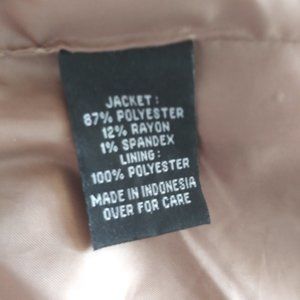 JACKET:
87% POLYESTER
12% RAYON
1% SPANDEX
LINING:
100% POLYESTER
MADE IN INDONESIA
OVER FOR CARE